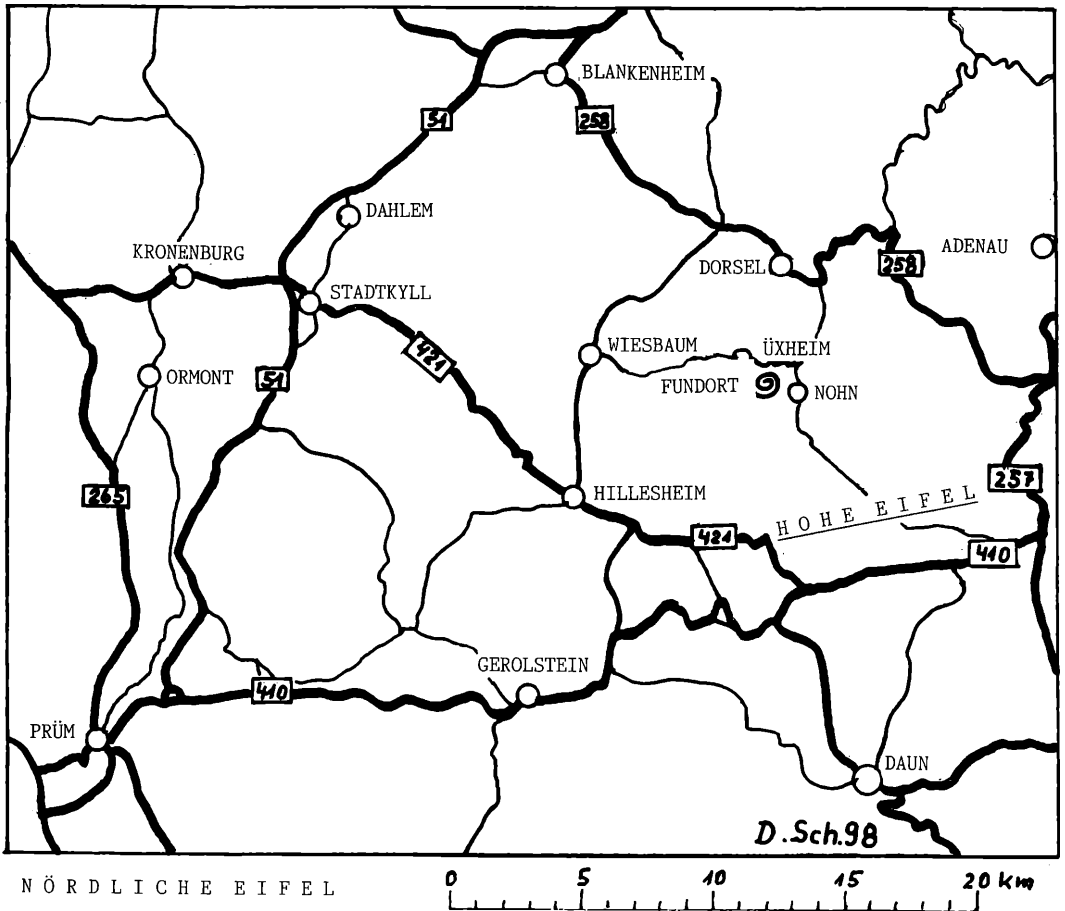 BLANKENHEIM
51
258
DAHLEM
KRONENBURG
ADENAU
DORSEL
258
STADTKYLL
421
WIESBAUM
ÜXHEIM
ORMONT
51
FUNDORT
NOHN
265
HILLESHEIM
257
HOHE EIFEL
421
410
GEROLSTEIN
410
PRÜM
DAUN
D.Sch.98
NÖRDLICHE EIFEL
0 5 10 15 20 Km